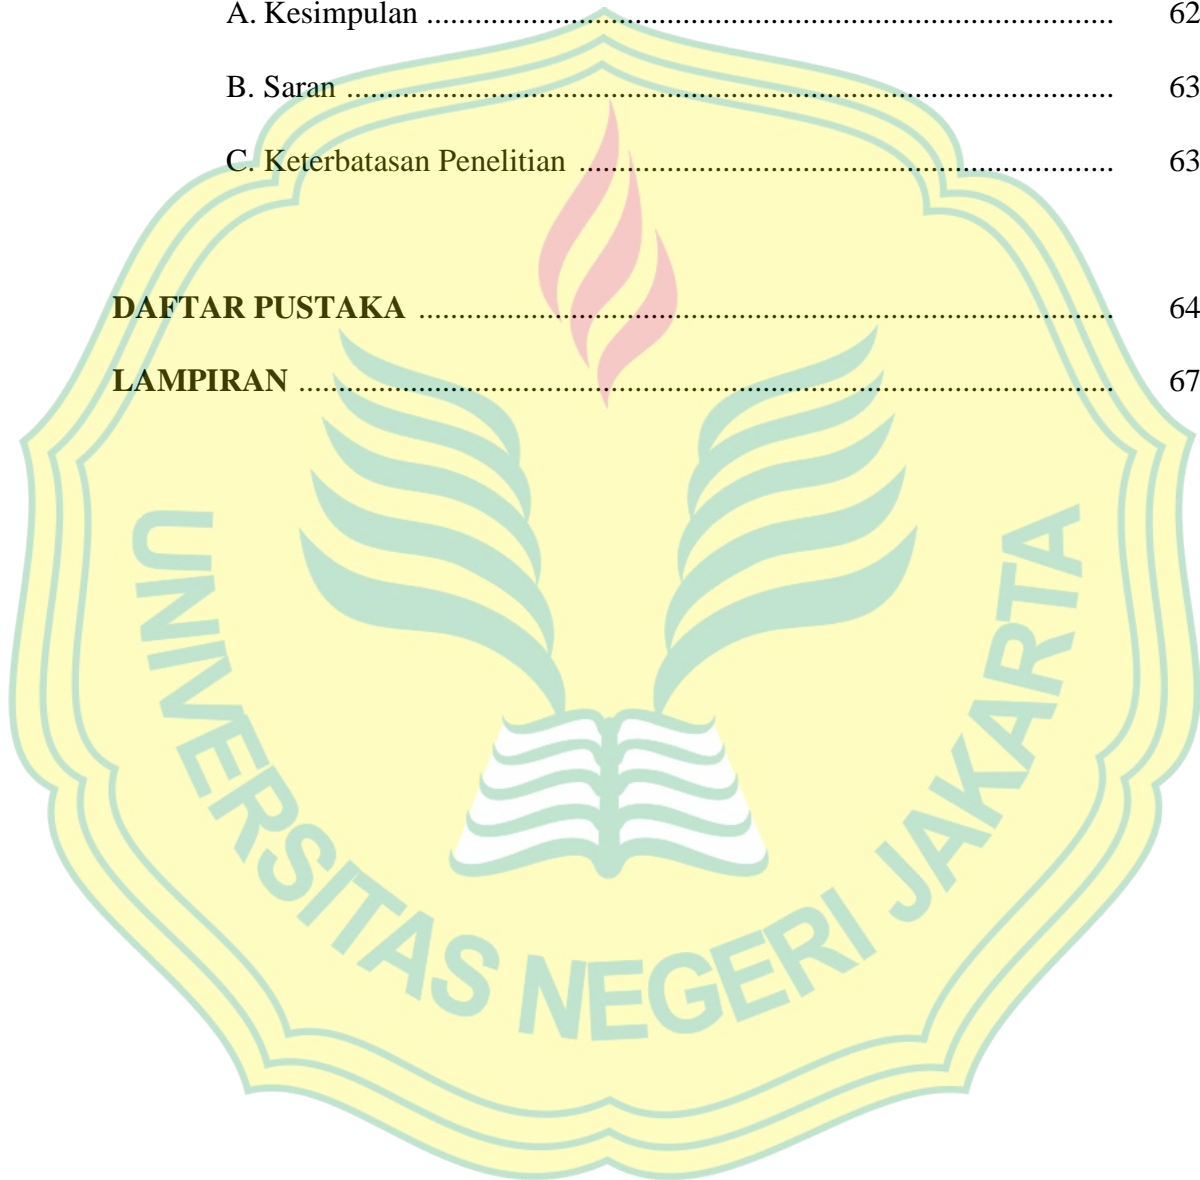 A. Kesimpulan ..................................................................................... 62
B. Saran ............................................................................................... 63
C. Keterbatasan Penelitian .................................................................. 63
DAFTAR PUSTAKA ...................................................................................... 64
LAMPIRAN ..................................................................................................... 67
UNIVERSITAS NEGERI JAKARTA